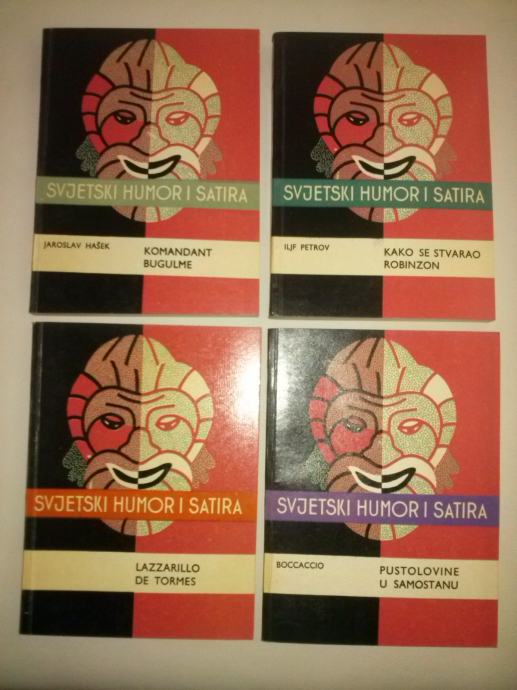 SVJETSKI HUMOR I SATIRA
JAROSLAV HAŠEK
KOMANDANT
BUGULME
SVJETSKI HUMOR I SATIRA
ILJF PETROV
KAKO SE STVARAO
ROBINZON
SVJETSKI HUMOR I SATIRA
LAZZARILLO
DE TORMES
SVJETSKI HUMOR I SATIRA
BOCCACCIO
PUSTOLOVINE
U SAMOSTANU